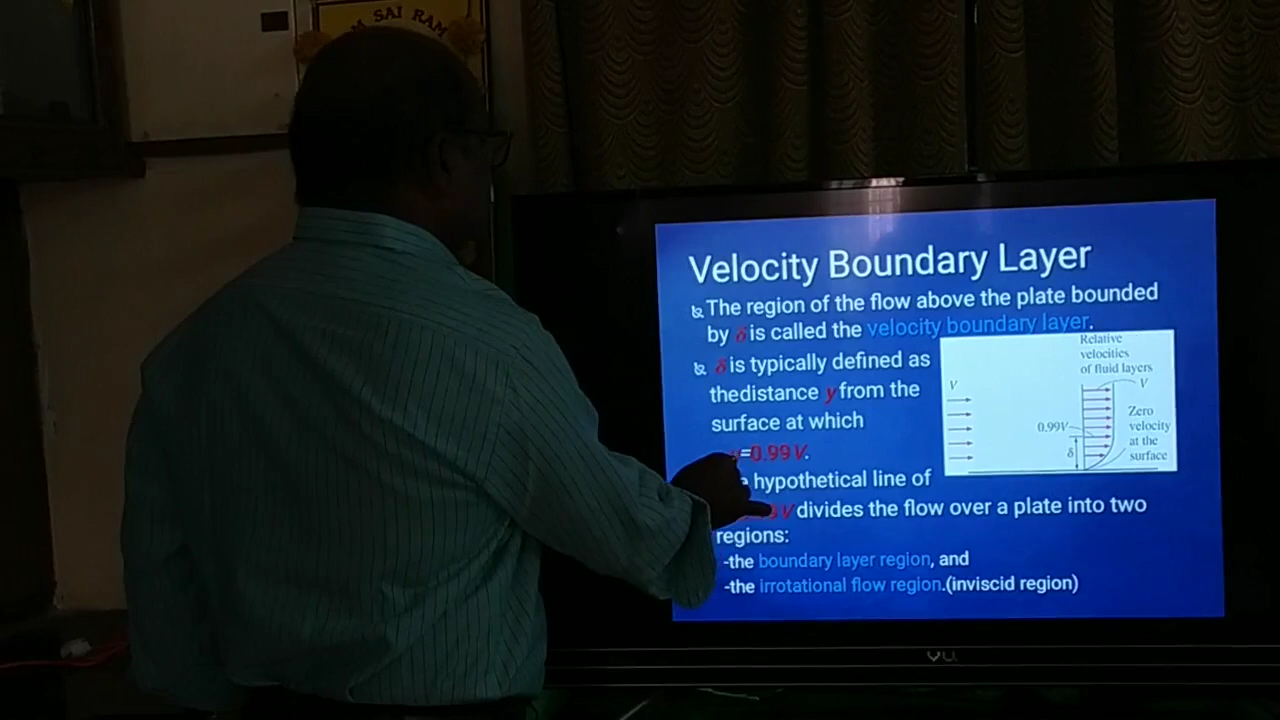 SAI RAM
Velocity Boundary Layer
The region of the flow above the plate bounded
by δ is called the velocity boundary layer.
δ is typically defined as
thedistance y from the
surface at which
=0.99 V.
hypothetical line of
V divides the flow over a plate into two
regions:
-the boundary layer region, and
-the irrotational flow region.(inviscid region)
Relative
velocities
of fluid layers
V
V
Zero
velocity
at the
surface
0.99V
δ
VU